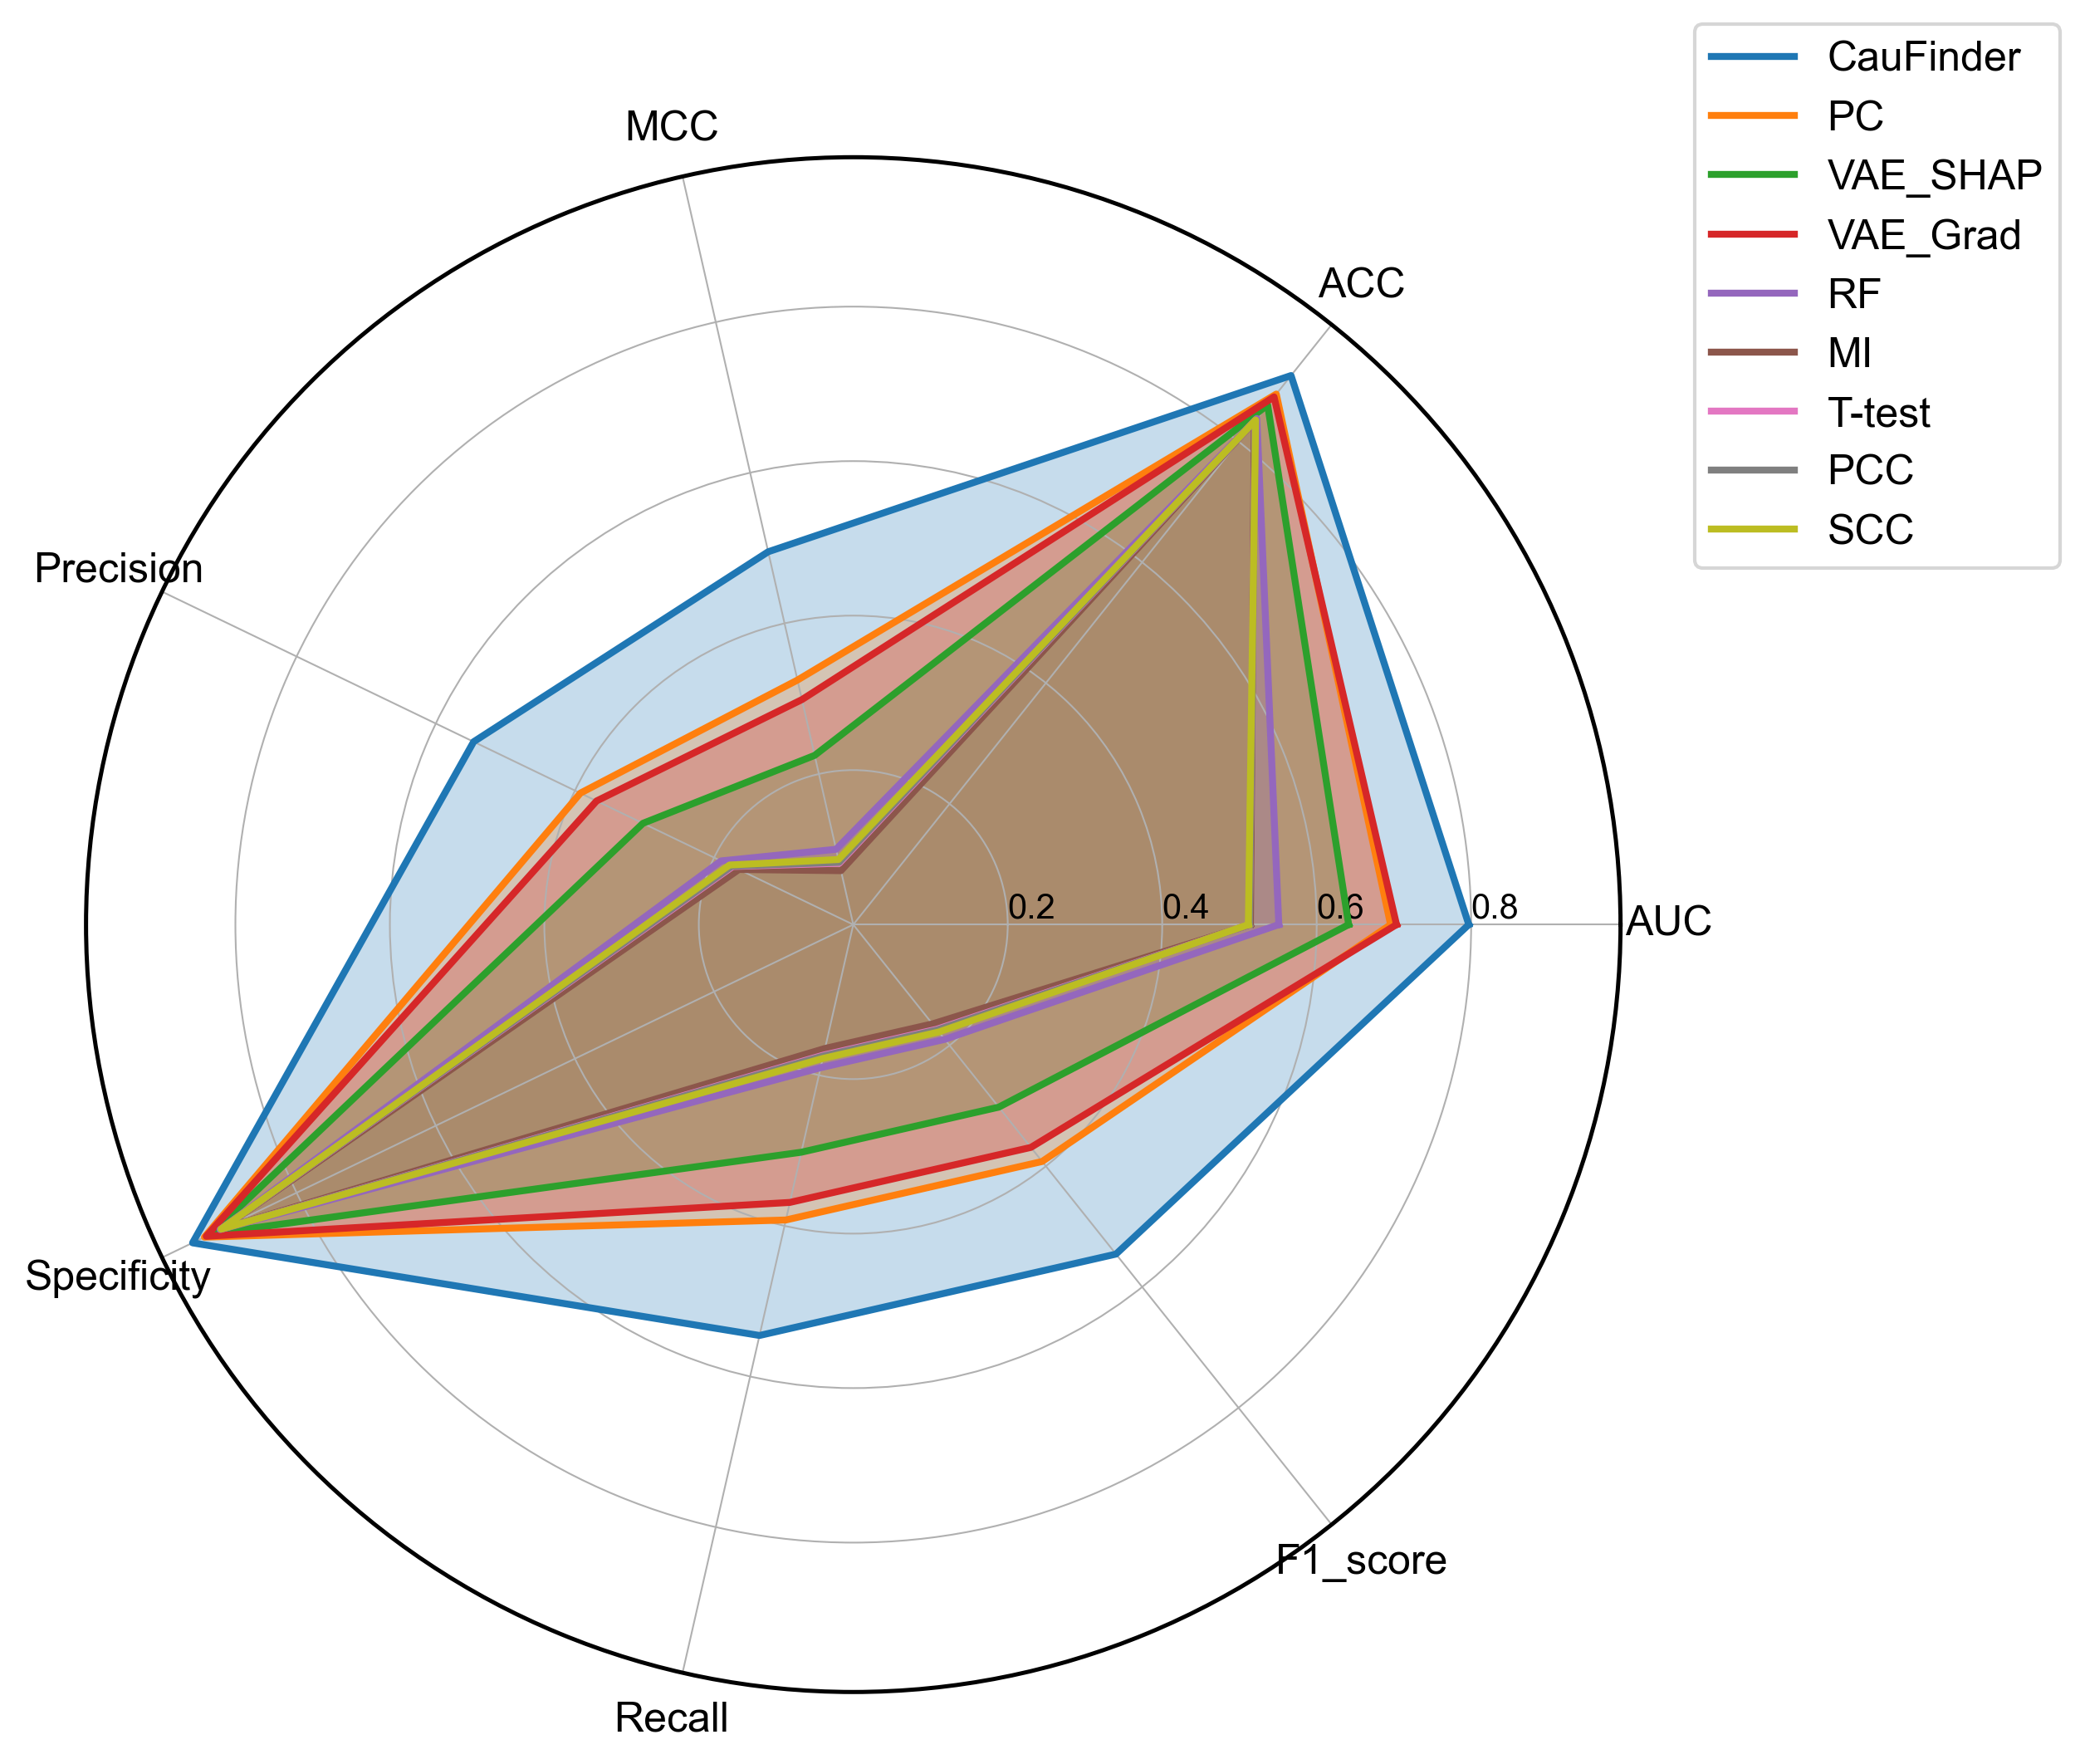 CauFinder
PC
VAE_SHAP
VAE_Grad
RF
MI
T-test
PCC
SCC
MCC
ACC
Precision
0.2
0.4
0.6
0.8
AUC
Specificity
F1_score
Recall